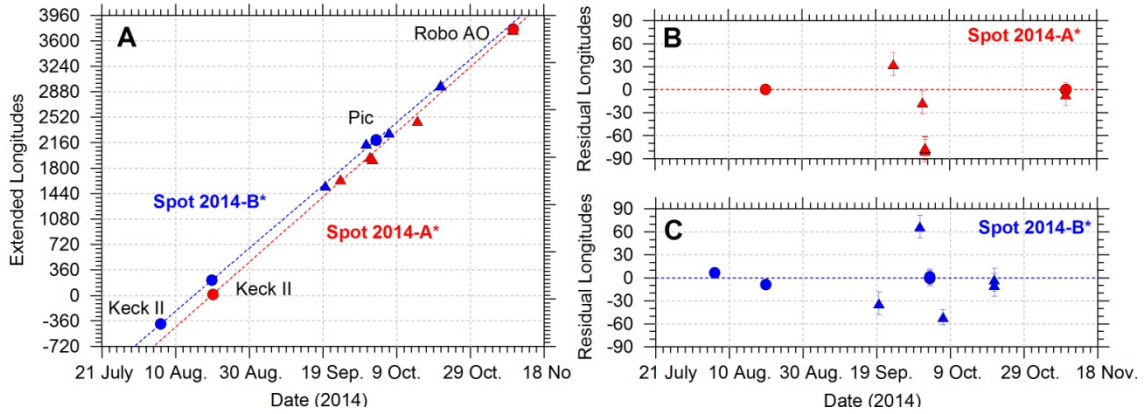 A
Extended Longitudes
3960
3600
3240
2880
2520
2160
1800
1440
1080
720
360
0
-360
-720
Robo AO
Pic
Spot 2014-B*
Spot 2014-A*
Keck II
Keck II
21 July 10 Aug. 30 Aug. 19 Sep. 9 Oct. 29 Oct. 18 No
Date (2014)
B
Spot 2014-A*
Residual Longitudes
90
60
30
0
-30
-60
-90
C
Spot 2014-B*
Residual Longitudes
90
60
30
0
-30
-60
-90
21 July 10 Aug. 30 Aug. 19 Sep. 9 Oct. 29 Oct. 18 Nov.
Date (2014)